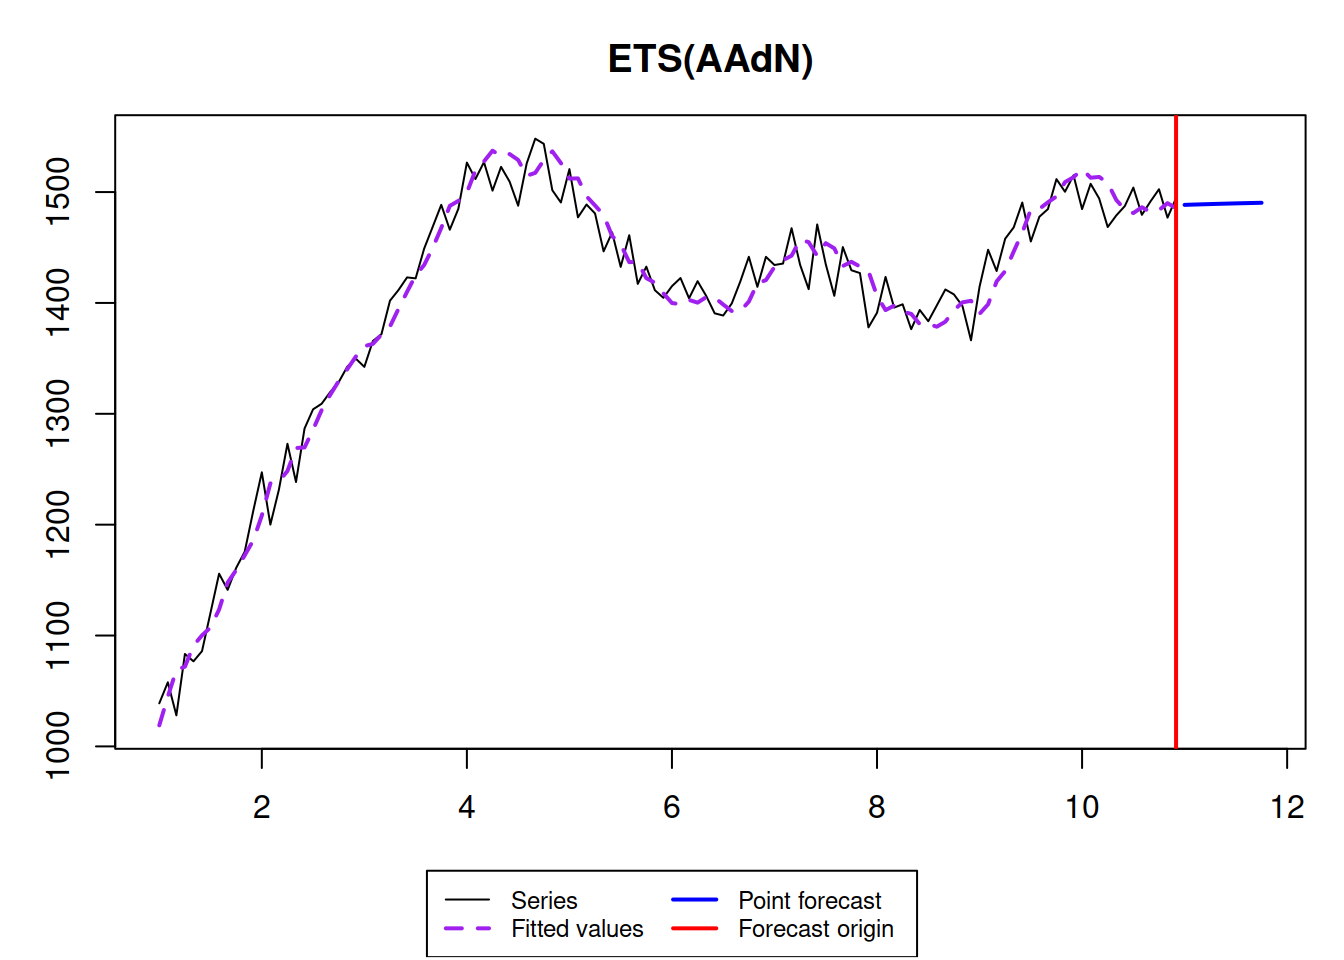 ETS(AAdN)
1500
1400
1300
1200
1100
1000
2 4 6 8 10 12
Series
Fitted values
Point forecast
Forecast origin